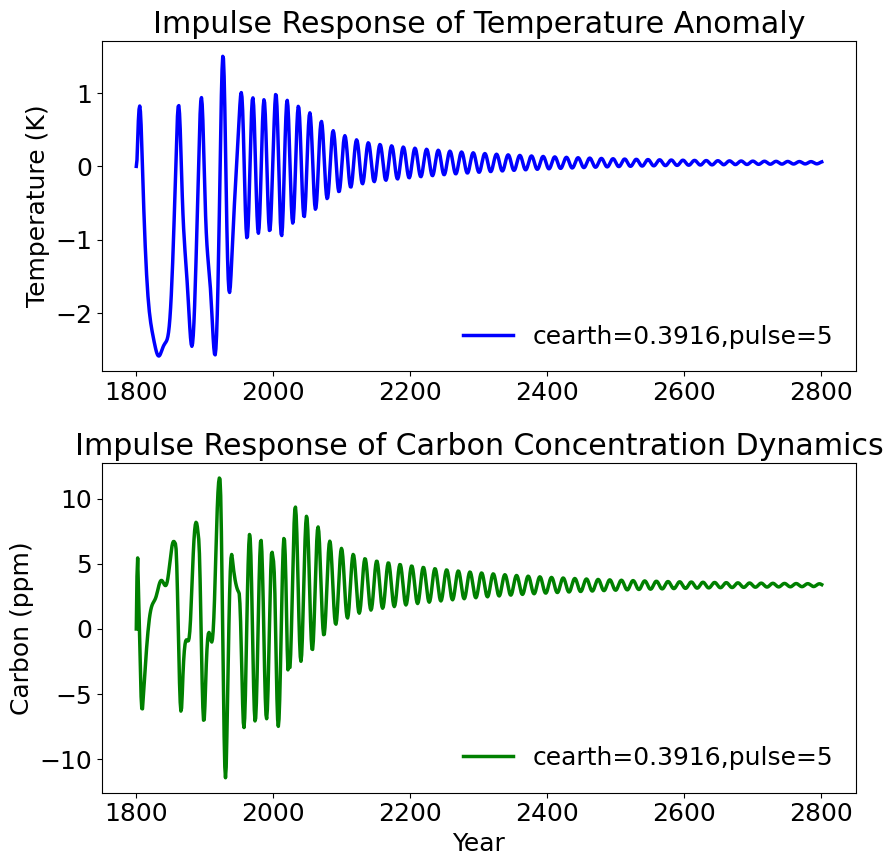 Impulse Response of Temperature Anomaly
Temperature (K)
1
0
−1
−2
cearth=0.3916,pulse=5
1800 2000 2200 2400 2600 2800
Impulse Response of Carbon Concentration Dynamics
Carbon (ppm)
10
5
0
−5
−10
cearth=0.3916,pulse=5
1800 2000 2200 2400 2600 2800
Year